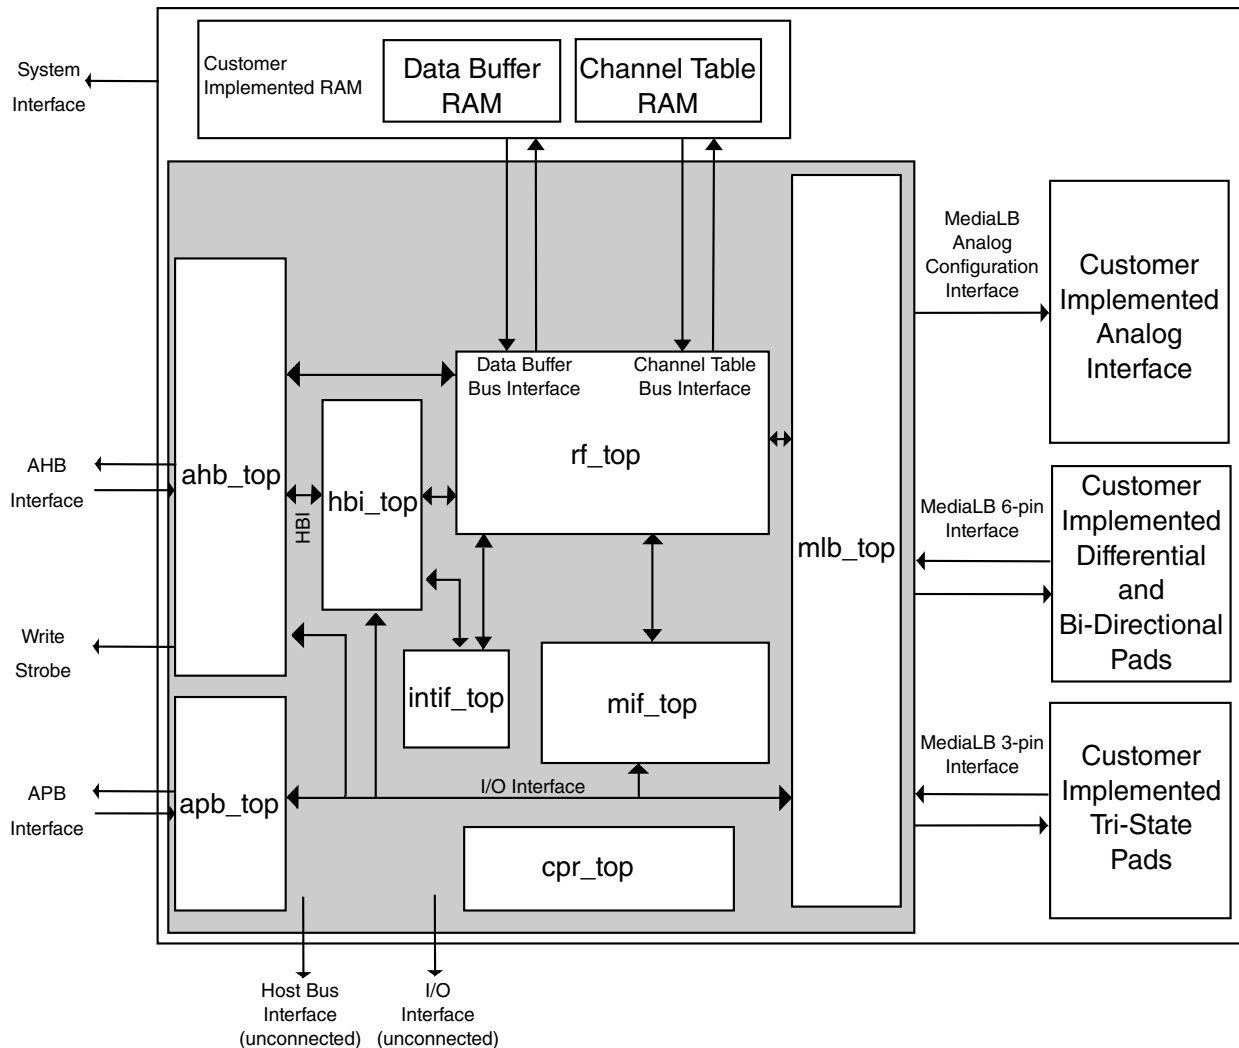 System
Interface
Customer
Implemented RAM
Data Buffer
RAM
Channel Table
RAM
MediaLB
Analog
Configuration
Interface
Customer
Implemented
Analog
Interface
Data Buffer
Bus Interface
Channel Table
Bus Interface
rf_top
AHB
Interface
ahb_top
HBI
hbi_top
mlb_top
MediaLB 6-pin
Interface
Customer
Implemented
Differential
and
Bi-Directional
Pads
Write
Strobe
intif_top
mif_top
MediaLB 3-pin
Interface
Customer
Implemented
Tri-State
Pads
APB
Interface
apb_top
I/O Interface
cpr_top
Host Bus
Interface
(unconnected)
I/O
Interface
(unconnected)